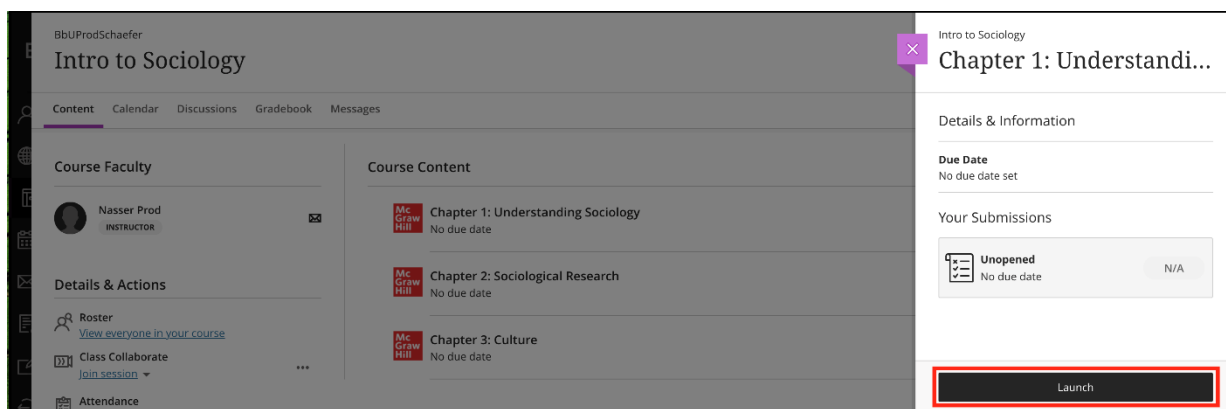 BbUProdSchaefer
Intro to Sociology
Content Calendar Discussions Gradebook Messages
Course Faculty
Nasser Prod
INSTRUCTOR
Details & Actions
Roster
View everyone in your course
Class Collaborate
Join session
Attendance
Course Content
Mc
Graw
Hill
Chapter 1: Understanding Sociology
No due date
Mc
Graw
Hill
Chapter 2: Sociological Research
No due date
Mc
Graw
Hill
Chapter 3: Culture
No due date
Intro to Sociology
Chapter 1: Understandi...
Details & Information
Due Date
No due date set
Your Submissions
Unopened
No due date
N/A
Launch